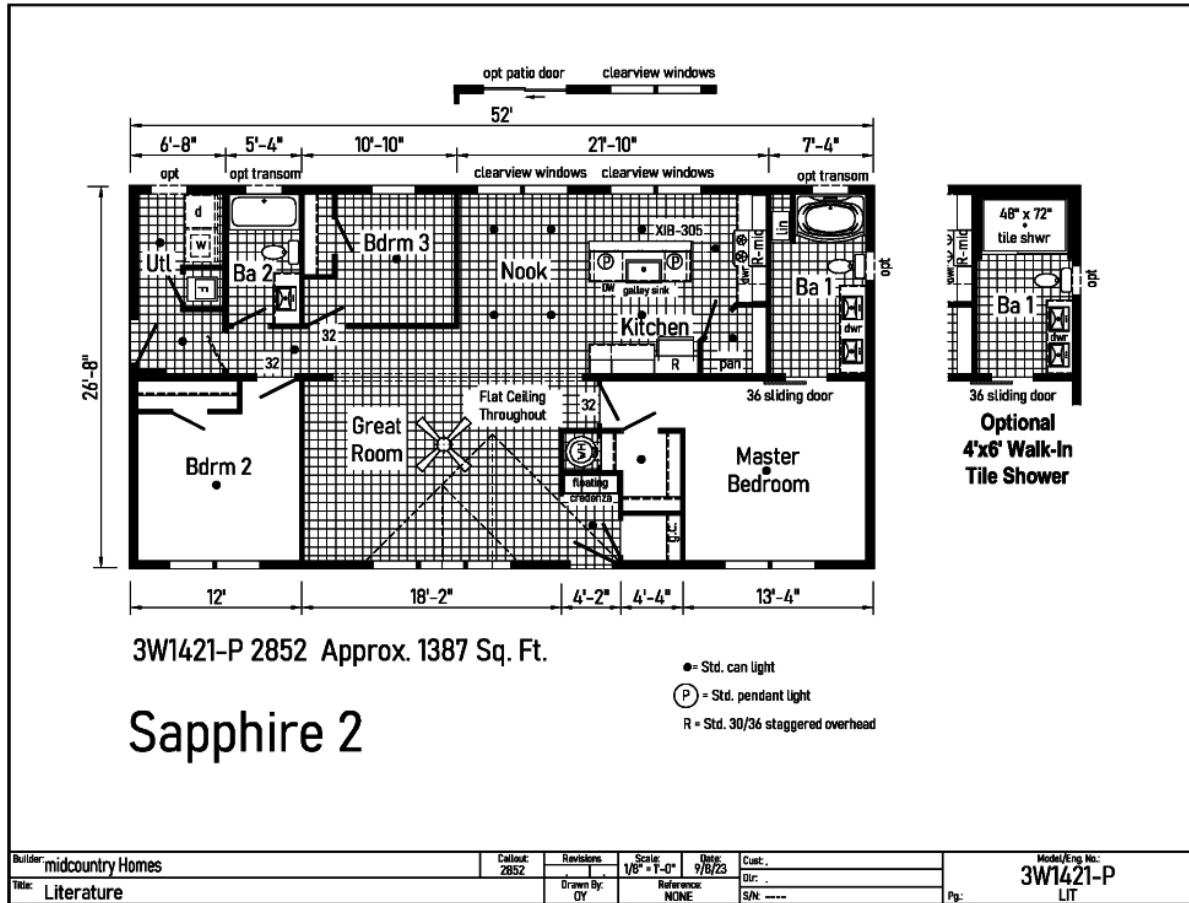 opt patio door
clearview windows
52'
6'-8"
5'-4"
10'-10"
21'-10"
7'-4"
opt
opt transom
clearview windows
clearview windows
opt transom
26'-8"
d
w
Utl
F
Ba 2
Bdrm 3
Nook
XIB-305
P
P
DW
galley sink
Kitchen
R
pan
R-mic
dwr
lin
Ba 1
opt
dwr
32
32
32
36 sliding door
Bdrm 2
Great
Room
Flat Ceiling
Throughout
WH
floating
credenza
g.c.
Master
Bedroom
12'
18'-2"
4'-2"
4'-4"
13'-4"
48" x 72"
tile shwr
R-mic
dwr
Ba 1
opt
dwr
36 sliding door
Optional
4'x6' Walk-In
Tile Shower
3W1421-P 2852 Approx. 1387 Sq. Ft.
Sapphire 2
= Std. can light
P = Std. pendant light
R = Std. 30/36 staggered overhead
Builder: midcountry Homes
Title: Literature
Callout:
2852
Revisions
Scale:
1/8" = 1'-0"
Date:
9/8/23
Drawn By:
OY
Reference:
NONE
Cust: .
Dlr: .
S/N: ----
Model/Eng. No.:
3W1421-P
Pg.: LIT